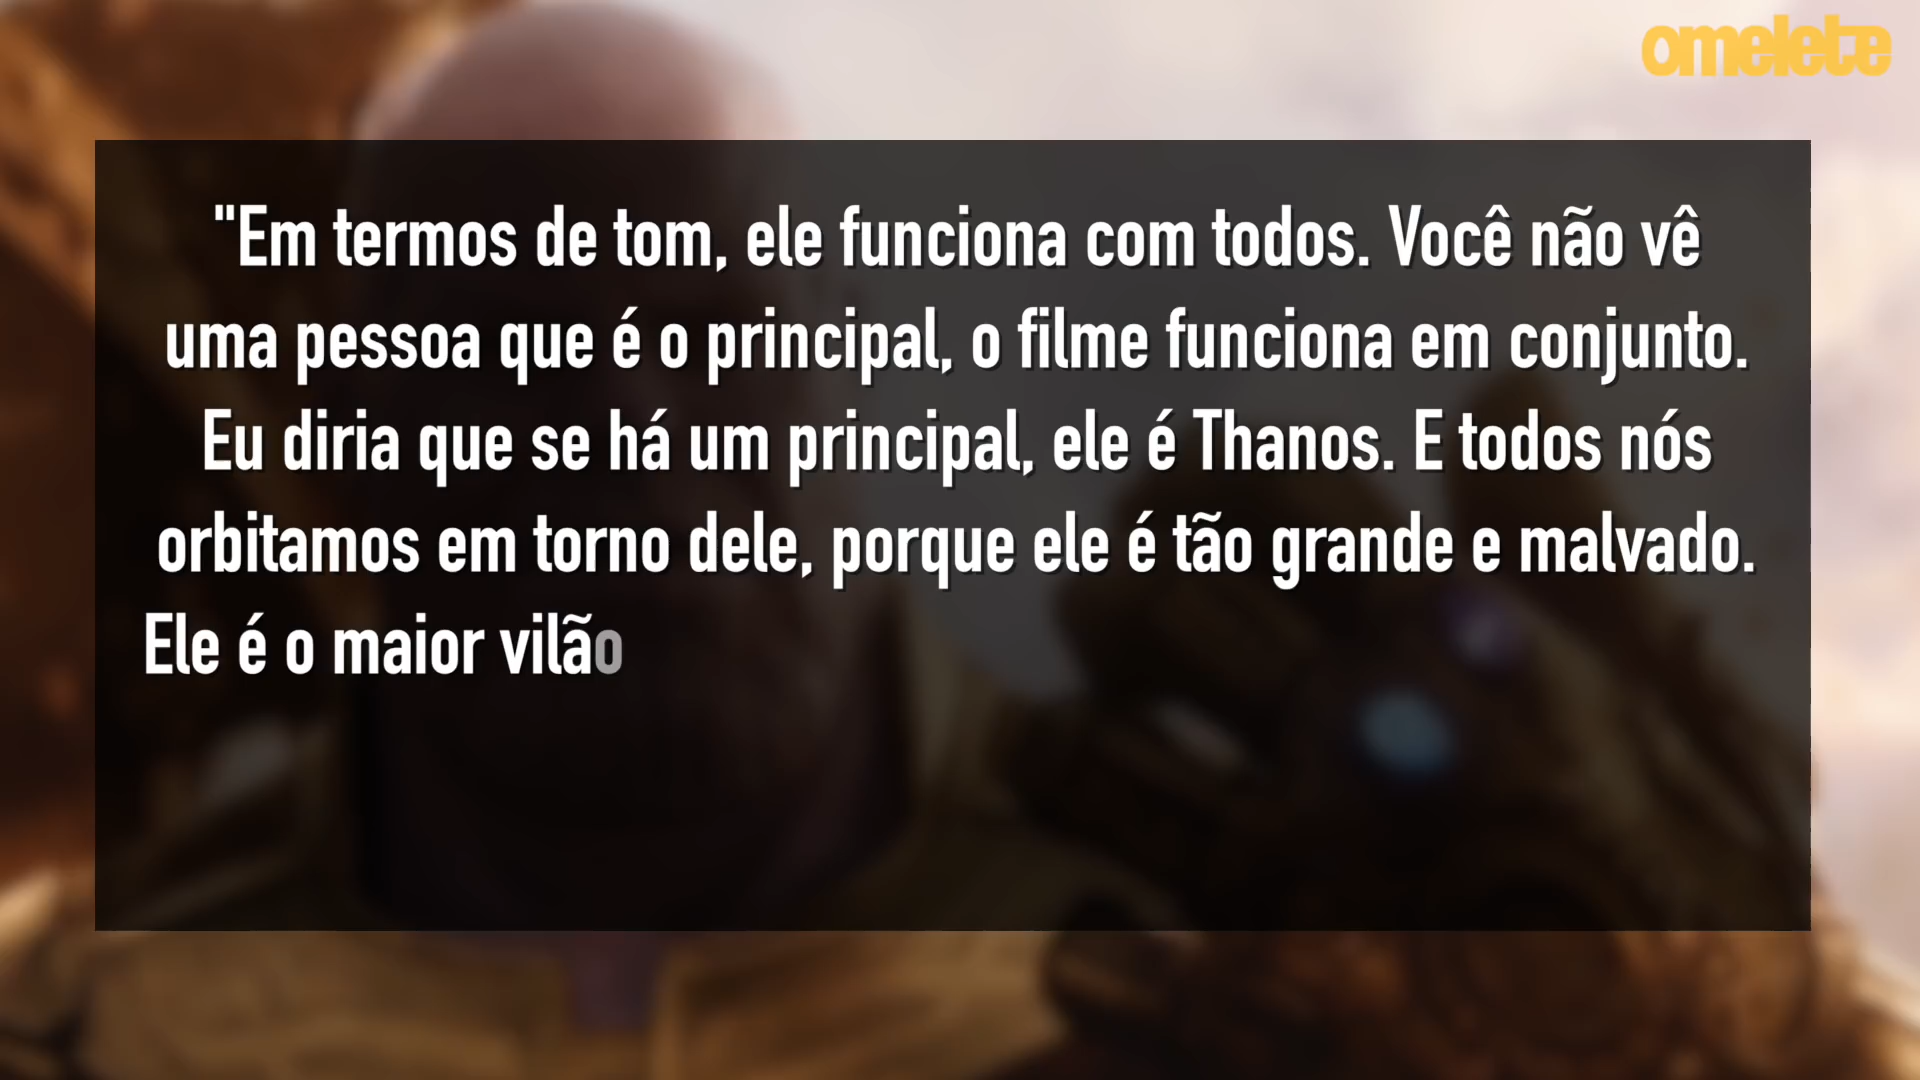 omelete
"Em termos de tom, ele funciona com todos. Você não vê
uma pessoa que é o principal, o filme funciona em conjunto.
Eu diria que se há um principal, ele é Thanos. E todos nós
orbitamos em torno dele, porque ele é tão grande e malvado.
Ele é o maior vilão